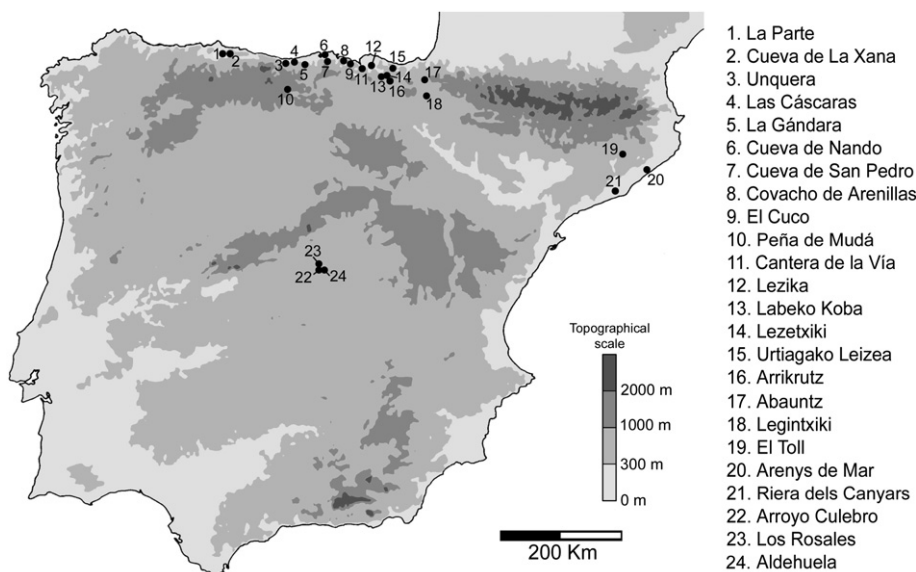 1
2
3
4
5
6
7
8
9
10
11
12
13
14
15
16
17
18
19
20
21
22
23
24
Topographical
scale
2000 m
1000 m
300 m
0 m
200 Km
1. La Parte
2. Cueva de La Xana
3. Unquera
4. Las Cáscaras
5. La Gándara
6. Cueva de Nando
7. Cueva de San Pedro
8. Covacho de Arenillas
9. El Cuco
10. Peña de Mudá
11. Cantera de la Vía
12. Lezika
13. Labeko Koba
14. Lezetxiki
15. Urtiagako Leizea
16. Arrikrutz
17. Abauntz
18. Legintxiki
19. El Toll
20. Arenys de Mar
21. Riera dels Canyars
22. Arroyo Culebro
23. Los Rosales
24. Aldehuela